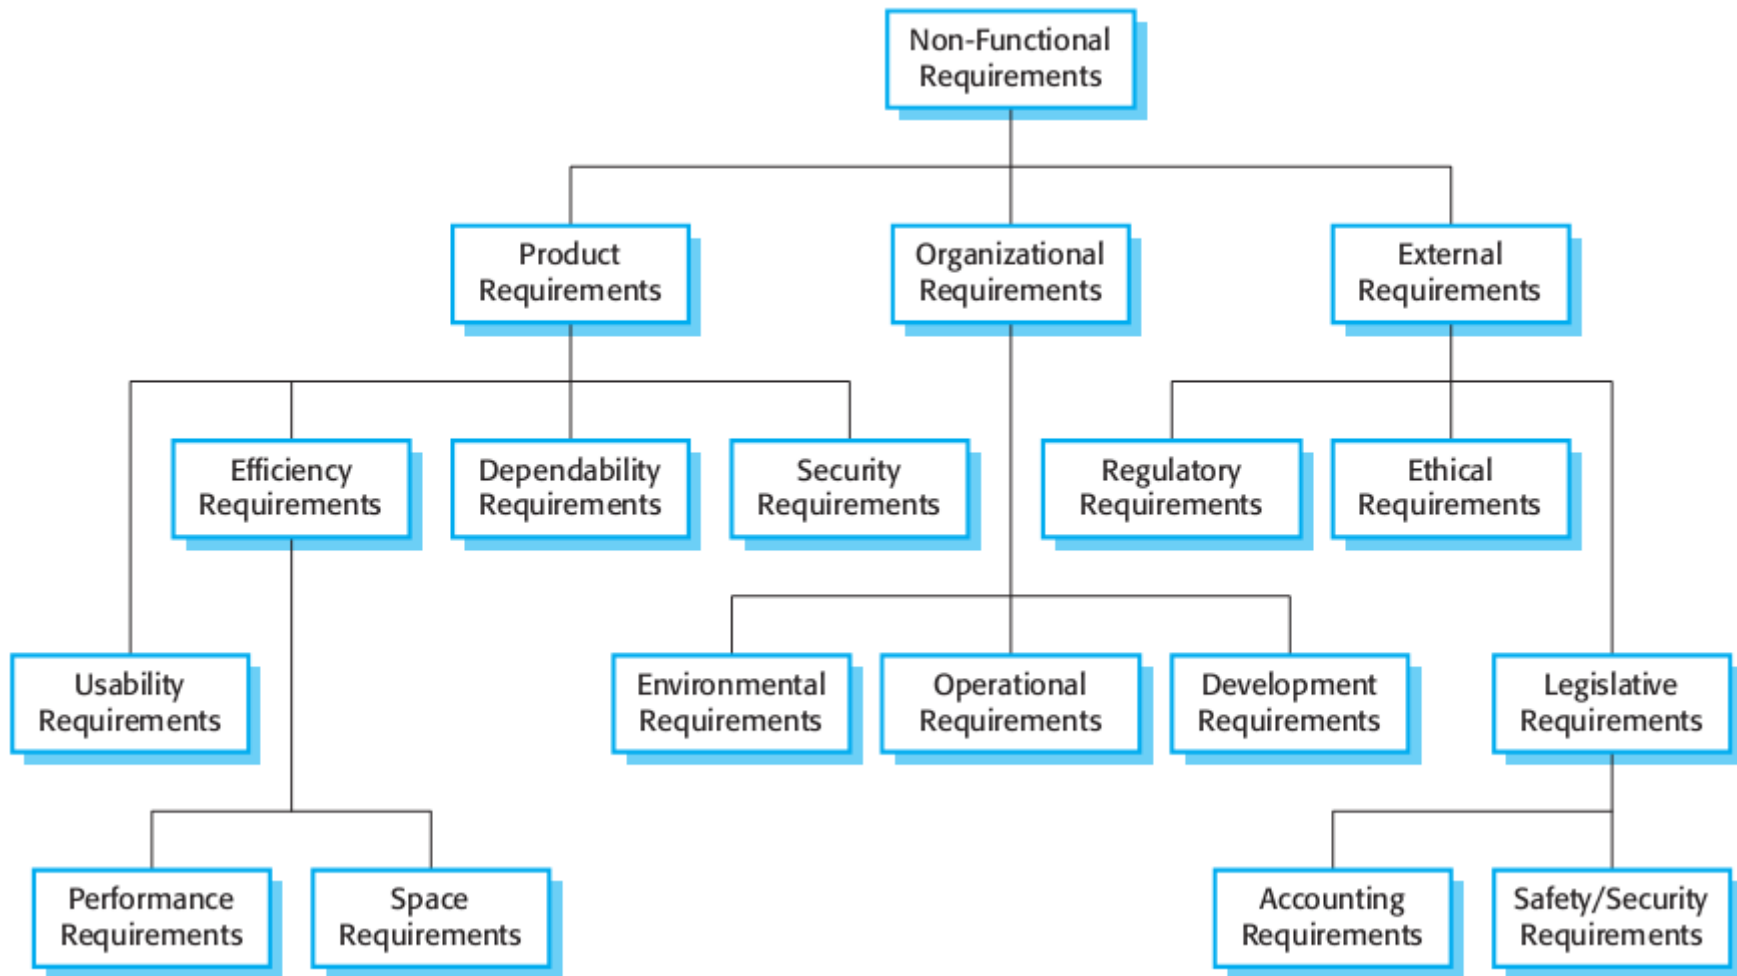 Non-Functional
Requirements
Product
Requirements
Organizational
Requirements
External
Requirements
Efficiency
Requirements
Dependability
Requirements
Security
Requirements
Regulatory
Requirements
Ethical
Requirements
Usability
Requirements
Environmental
Requirements
Operational
Requirements
Development
Requirements
Legislative
Requirements
Performance
Requirements
Space
Requirements
Accounting
Requirements
Safety/Security
Requirements